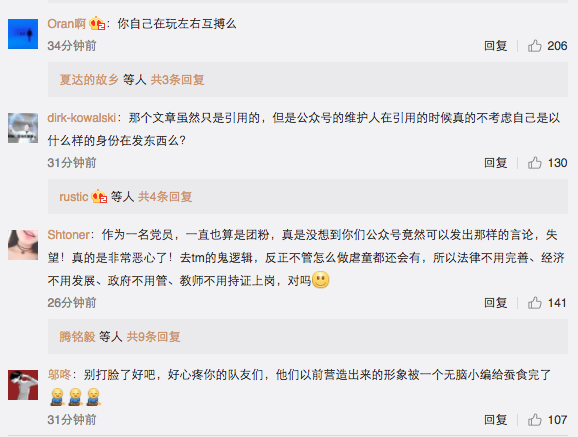 Oran啊：你自己在玩左右互搏么
34分钟前
回复 206
夏达的故乡 等人 共3条回复
dirk-kowalski：那个文章虽然只是引用的，但是公众号的维护人在引用的时候真的不考虑自己是以
什么样的身份在发东西么？
31分钟前
回复 130
rustic 等人 共4条回复
Shtoner：作为一名党员，一直也算是团粉，真是没想到你们公众号竟然可以发出那样的言论，失
望！真的是非常恶心了！去tm的鬼逻辑，反正不管怎么做虐童都还会有，所以法律不用完善、经济
不用发展、政府不用管、教师不用持证上岗，对吗
26分钟前
回复 141
腾铭毅 等人 共9条回复
邬咚：别打脸了好吧，好心疼你的队友们，他们以前营造出来的形象被一个无脑小编给蚕食完了
31分钟前
回复 107